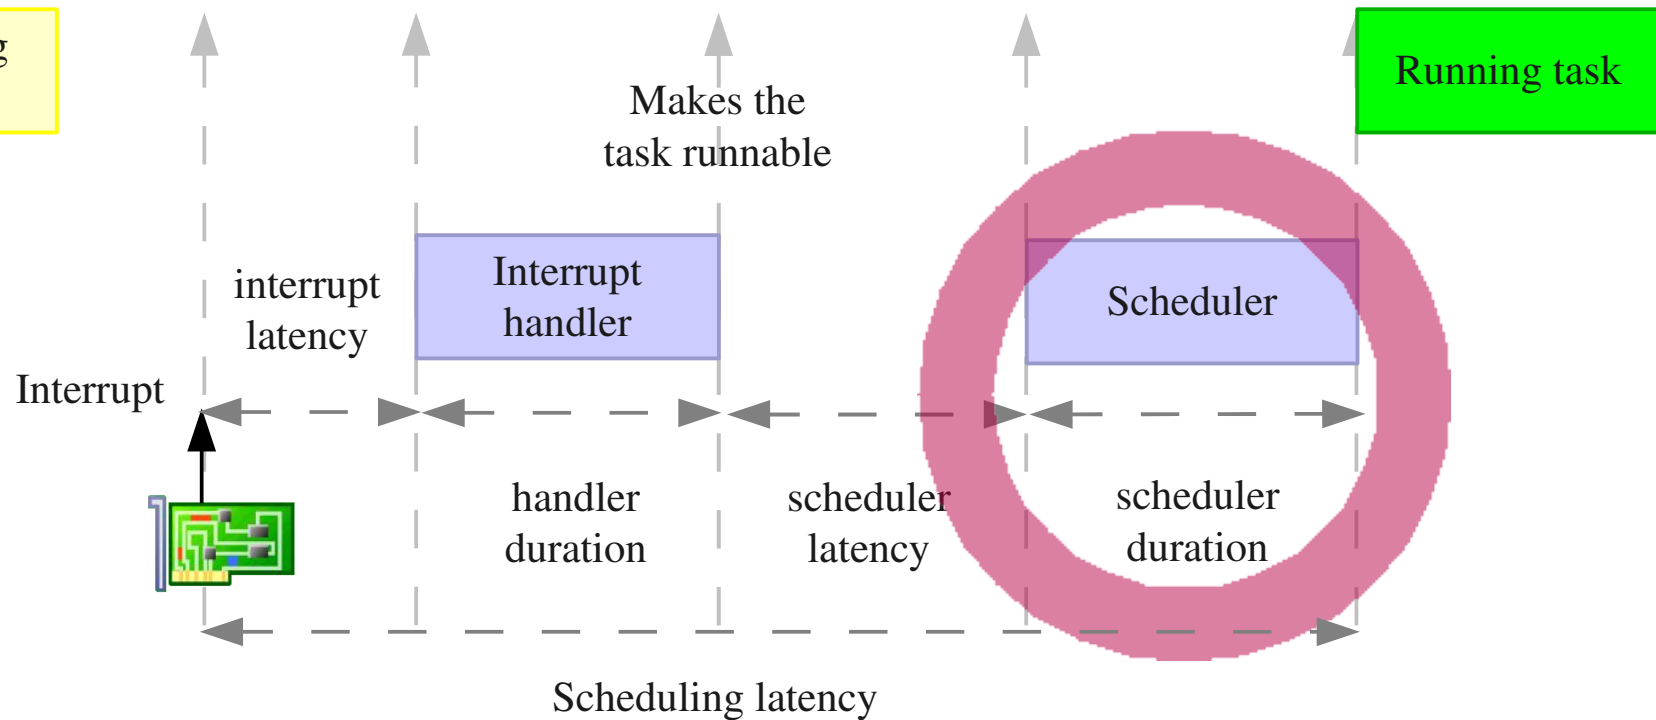 Running task
Makes the
task runnable
interrupt
latency
Interrupt
handler
Scheduler
Interrupt
handler
duration
scheduler
latency
scheduler
duration
Scheduling latency